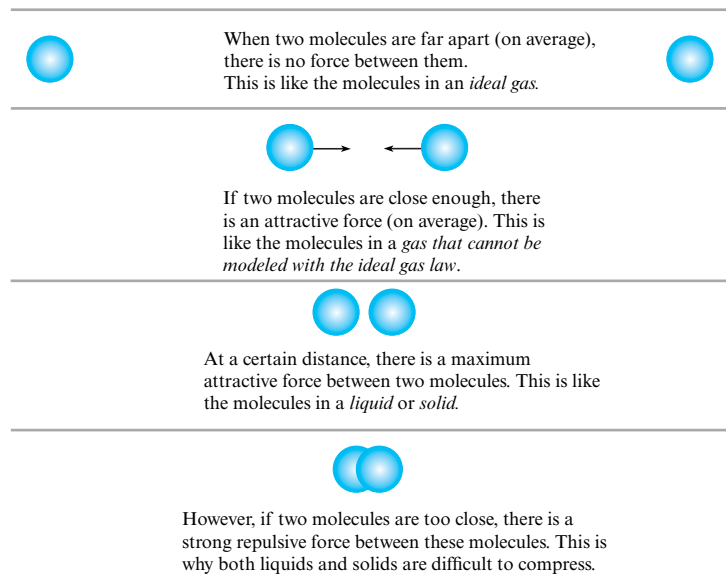 When two molecules are far apart (on average),
there is no force between them.
This is like the molecules in an ideal gas.
If two molecules are close enough, there
is an attractive force (on average). This is
like the molecules in a gas that cannot be
modeled with the ideal gas law.
At a certain distance, there is a maximum
attractive force between two molecules. This is like
the molecules in a liquid or solid.
However, if two molecules are too close, there is a
strong repulsive force between these molecules. This is
why both liquids and solids are difficult to compress.